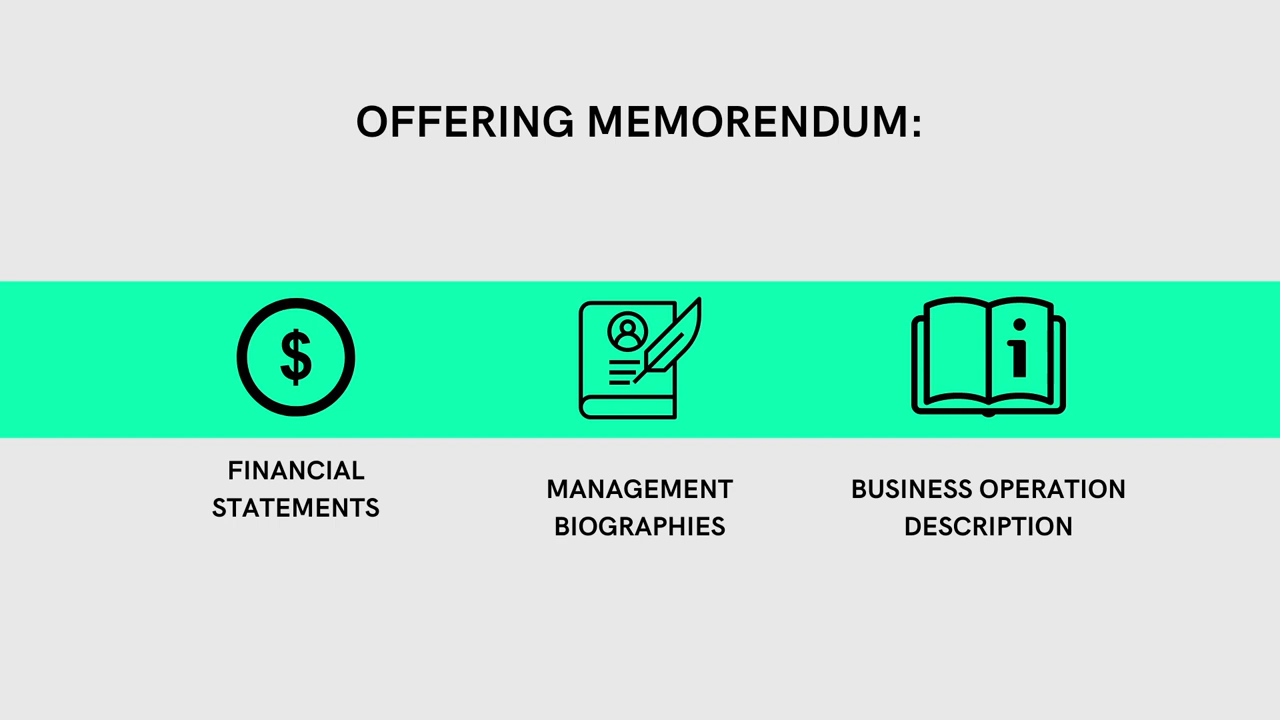 OFFERING MEMORENDUM:
$
FINANCIAL
STATEMENTS
MANAGEMENT
BIOGRAPHIES
i
BUSINESS OPERATION
DESCRIPTION